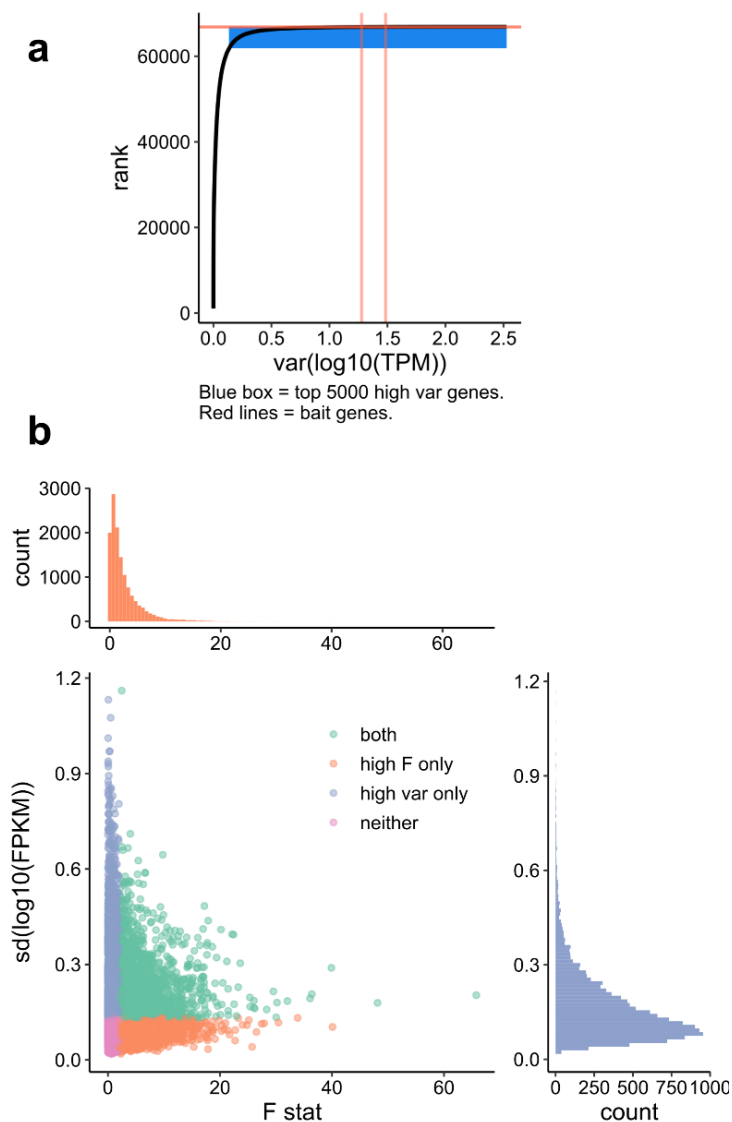 a
60000
40000
20000
0
rank
0.0 0.5 1.0 1.5 2.0 2.5
var(log10(TPM))
Blue box = top 5000 high var genes.
Red lines = bait genes.
b
3000
2000
1000
0
count
0 20 40 60
1.2
0.9
0.6
0.3
0.0
sd(log10(FPKM))
both
high F only
high var only
neither
0 20 40 60
F stat
1.2
0.9
0.6
0.3
0.0
0 250 500 750 1000
count